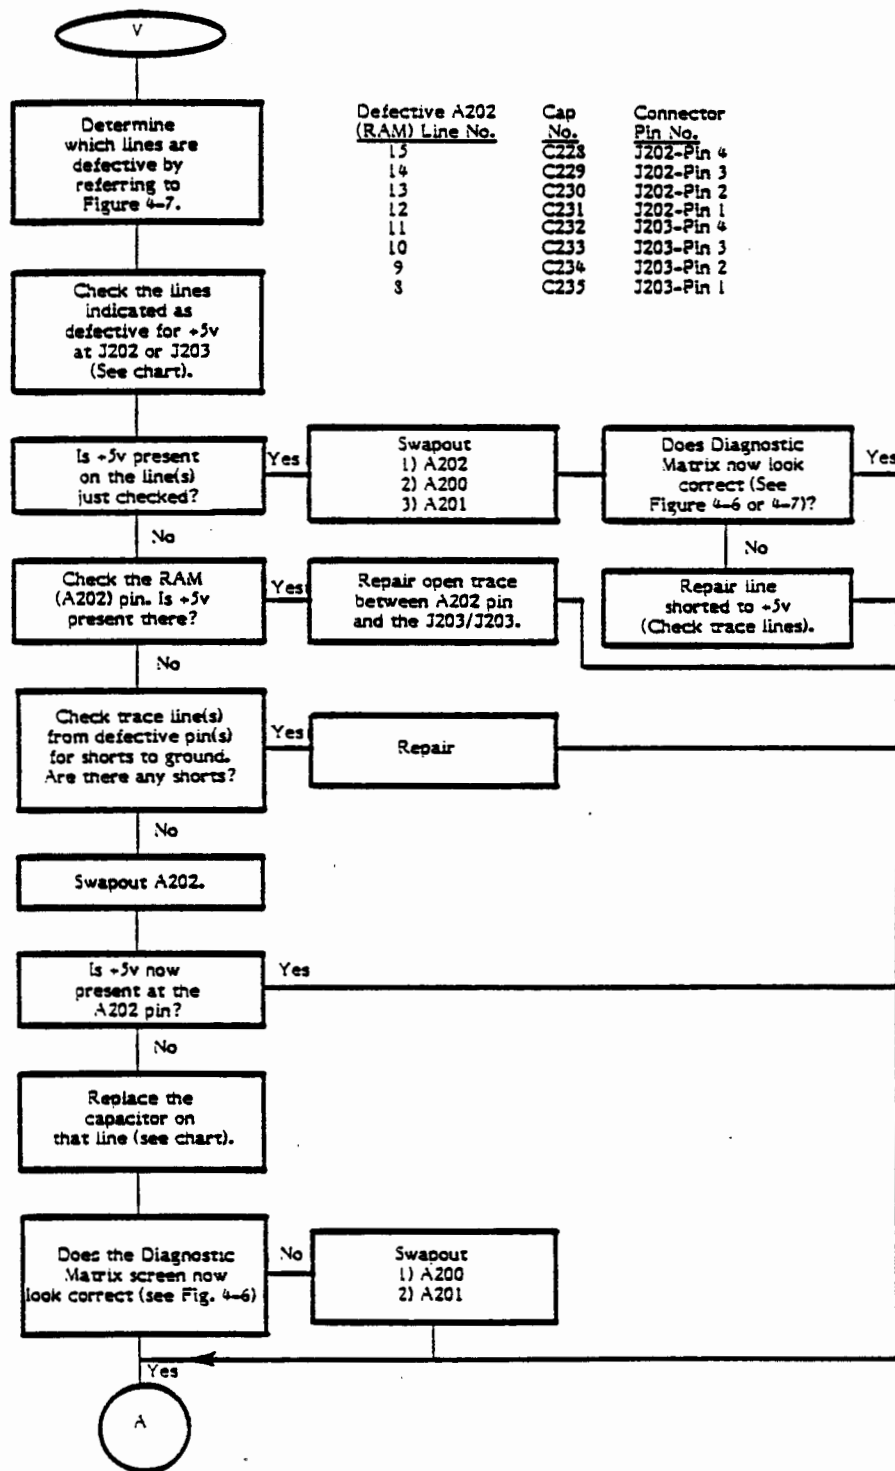 V
Determine
which lines are
defective by
referring to
Figure 4-7.
Defective A202 Cap Connector
(RAM) Line No. No. Pin No.
15 C228 J202-Pin 4
14 C229 J202-Pin 3
13 C230 J202-Pin 2
12 C231 J202-Pin 1
11 C232 J203-Pin 4
10 C233 J203-Pin 3
9 C234 J203-Pin 2
8 C235 J203-Pin 1
Check the lines
indicated as
defective for +5v
at J202 or J203
(See chart).
Is +5v present
on the line(s)
just checked?
Yes
Swapout
1) A202
2) A200
3) A201
Does Diagnostic
Matrix now look
correct (See
Figure 4-6 or 4-7)?
Yes
No
No
Check the RAM
(A202) pin. Is +5v
present there?
Yes
Repair open trace
between A202 pin
and the J203/J203.
Repair line
shorted to +5v
(Check trace lines).
No
Check trace line(s)
from defective pin(s)
for shorts to ground.
Are there any shorts?
Yes
Repair
No
Swapout A202.
Is +5v now
present at the
A202 pin?
Yes
No
Replace the
capacitor on
that line (see chart).
Does the Diagnostic
Matrix screen now
look correct (see Fig. 4-6)
No
Swapout
1) A200
2) A201
Yes
A